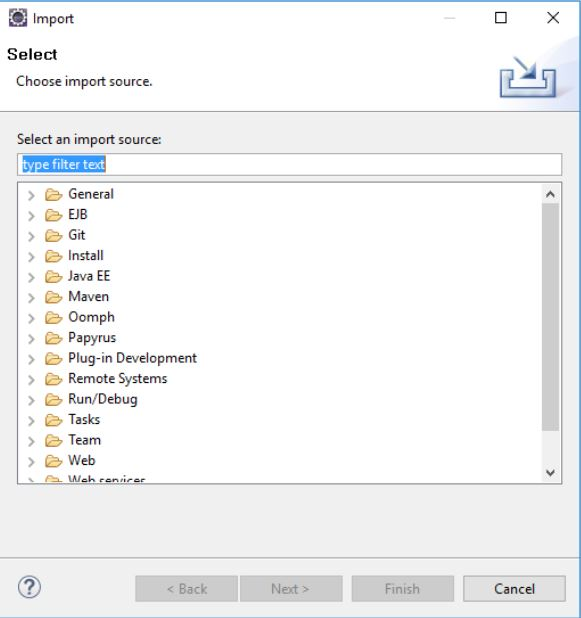 Import
Select
Choose import source.
Select an import source:
type filter text
General
EJB
Git
Install
Java EE
Maven
Oomph
Papyrus
Plug-in Development
Remote Systems
Run/Debug
Tasks
Team
Web
Web services
?
< Back Next > Finish Cancel